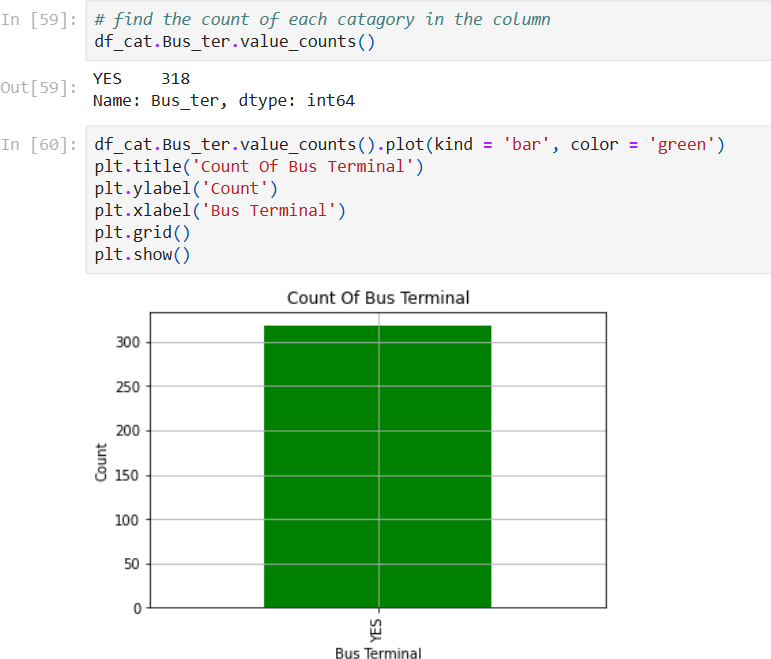 In [59]: # find the count of each catagory in the column
df_cat.Bus_ter.value_counts()
Out[59]: YES    318
Name: Bus_ter, dtype: int64
In [60]: df_cat.Bus_ter.value_counts().plot(kind = 'bar', color = 'green')
plt.title('Count Of Bus Terminal')
plt.ylabel('Count')
plt.xlabel('Bus Terminal')
plt.grid()
plt.show()
Count Of Bus Terminal
300
250
200
150
100
50
0
Count
YES
Bus Terminal